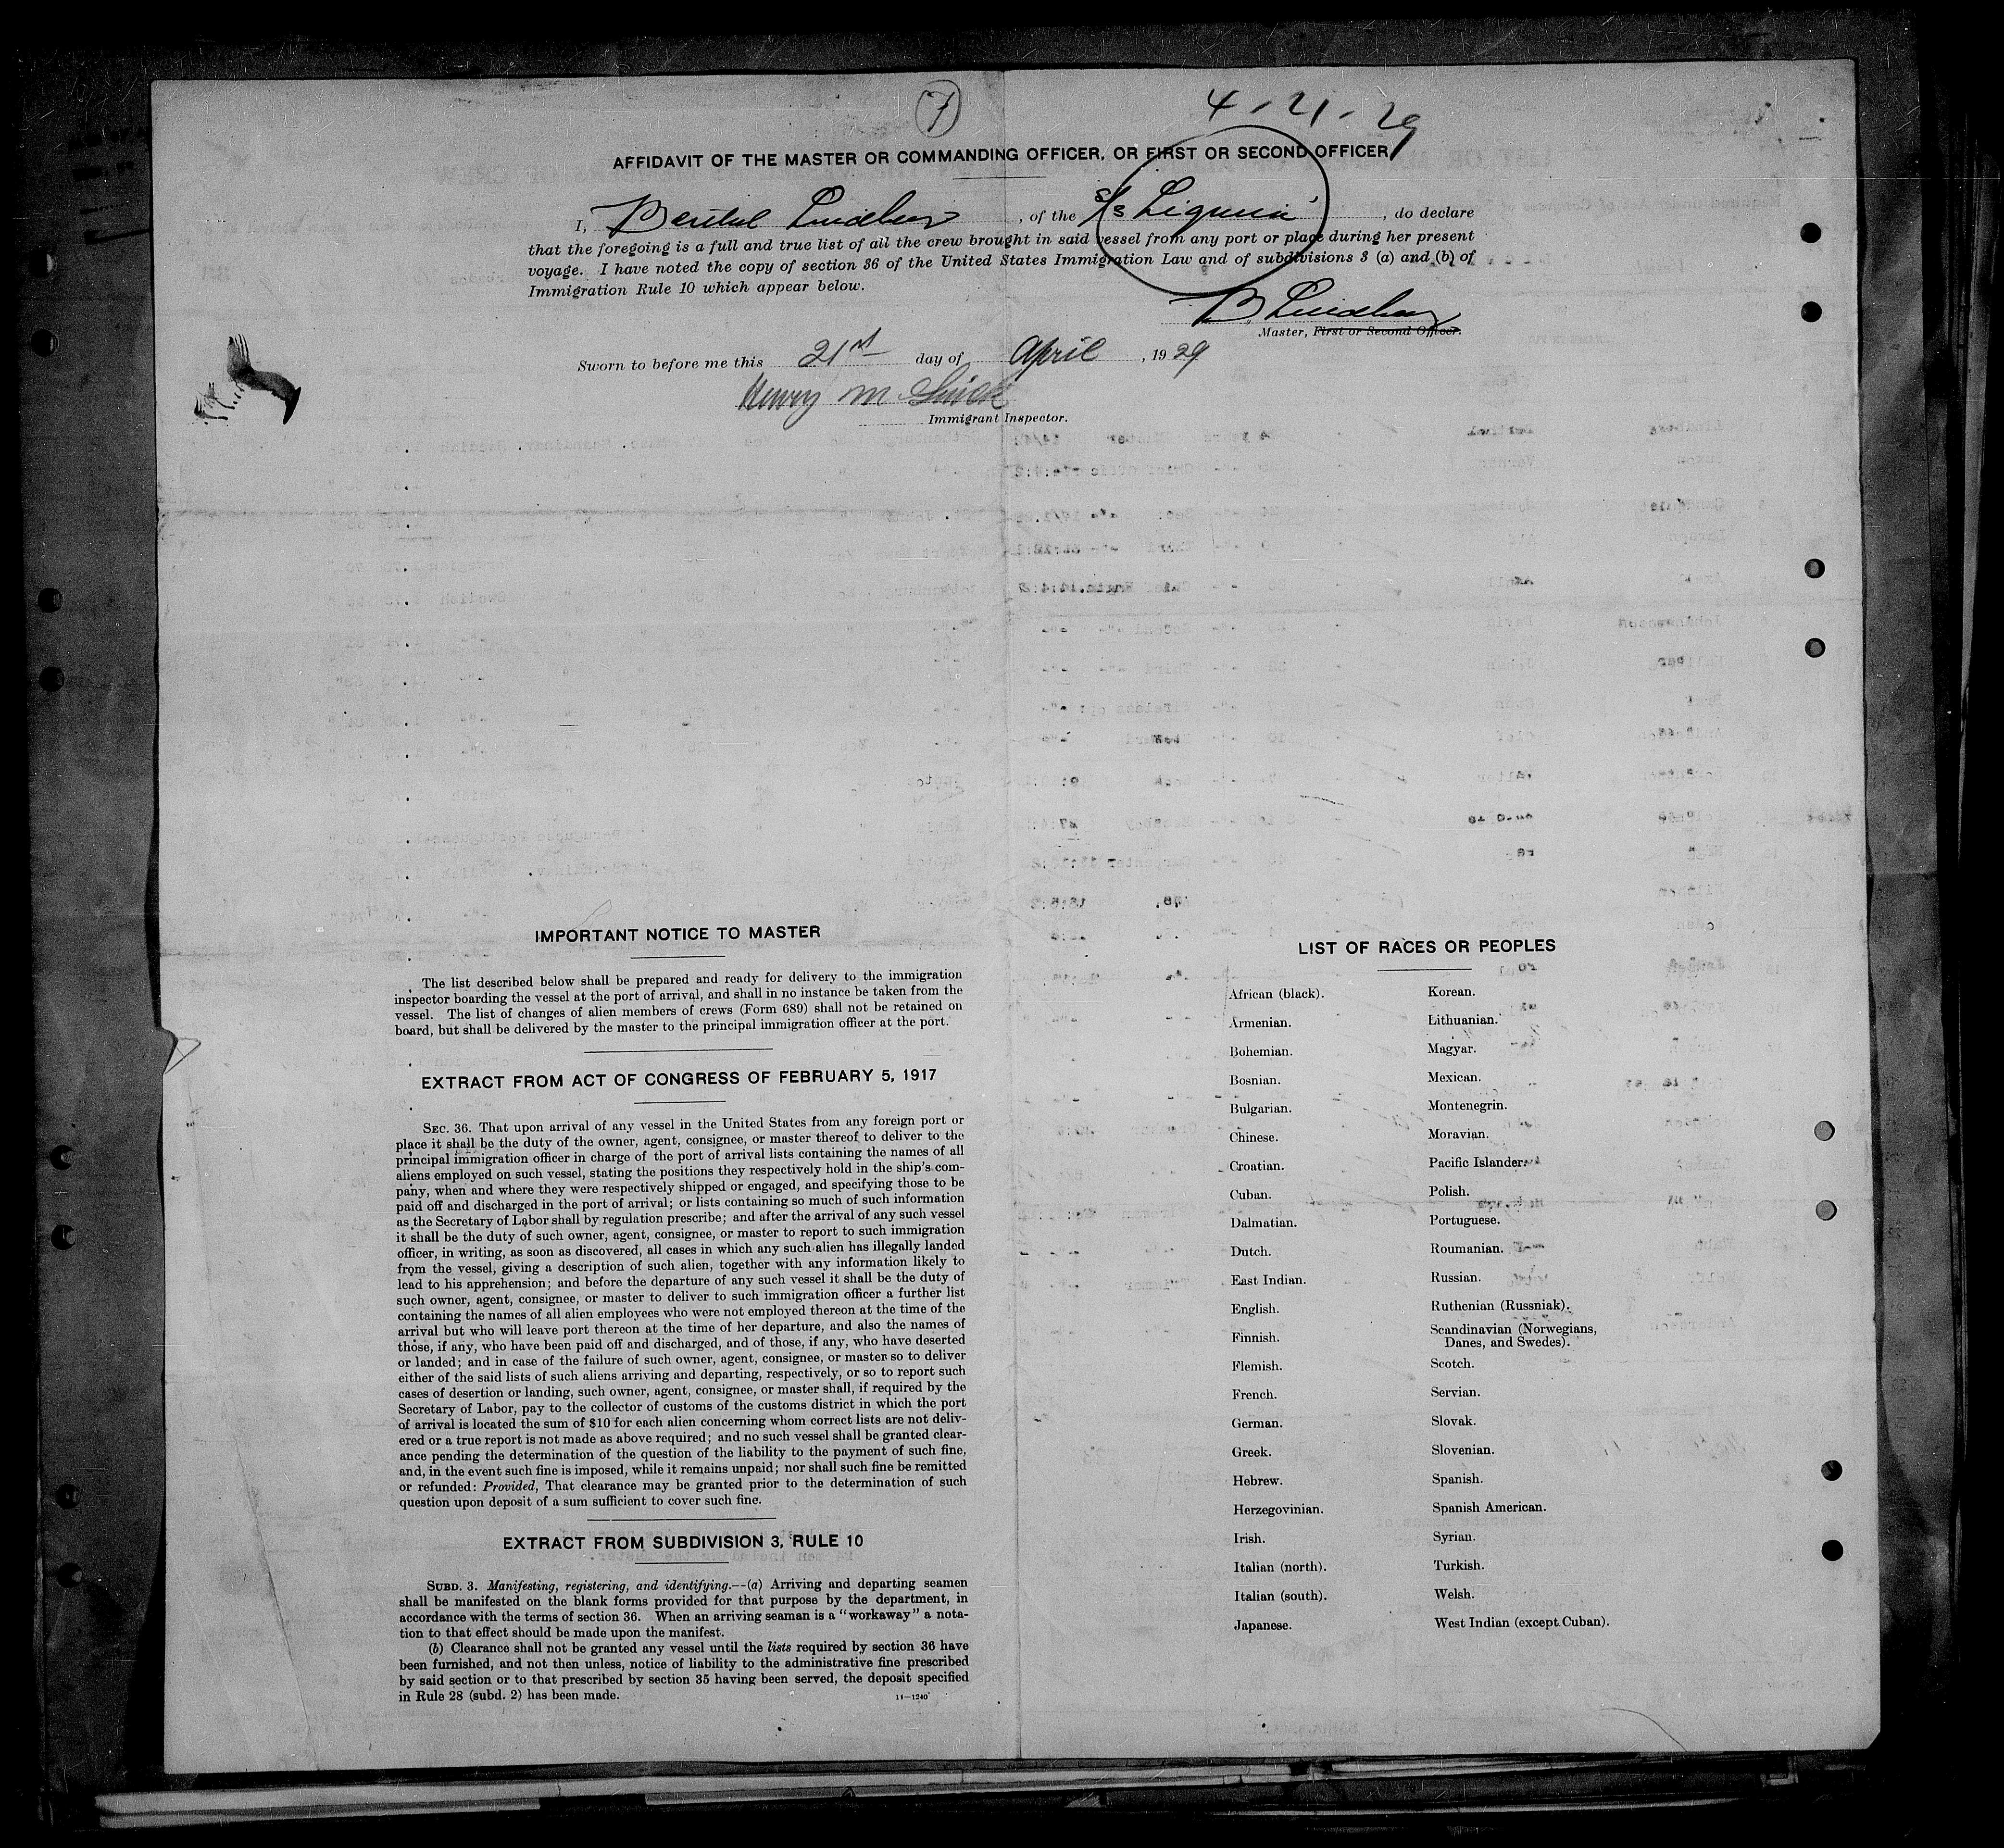 7
4-21-29
AFFIDAVIT OF THE MASTER OR COMMANDING OFFICER, OR FIRST OR SECOND OFFICER
I, Bertil Lindberg, of the S/s Liguria, do declare
that the foregoing is a full and true list of all the crew brought in said vessel from any port or place during her present
voyage. I have noted the copy of section 36 of the United States Immigration Law and of subdivisions 3 (a) and (b) of
Immigration Rule 10 which appear below.
B. Lindberg
Master, First or Second Officer.
Sworn to before me this 21st day of April, 1929
Henry M
Immigrant Inspector.
IMPORTANT NOTICE TO MASTER
The list described below shall be prepared and ready for delivery to the immigration
inspector boarding the vessel at the port of arrival, and shall in no instance be taken from the
vessel. The list of changes of alien members of crews (Form 689) shall not be retained on
board, but shall be delivered by the master to the principal immigration officer at the port.
EXTRACT FROM ACT OF CONGRESS OF FEBRUARY 5, 1917
SEC. 36. That upon arrival of any vessel in the United States from any foreign port or
place it shall be the duty of the owner, agent, consignee, or master thereof to deliver to the
principal immigration officer in charge of the port of arrival lists containing the names of all
aliens employed on such vessel, stating the positions they respectively hold in the ship's com-
pany, when and where they were respectively shipped or engaged, and specifying those to be
paid off and discharged in the port of arrival; or lists containing so much of such information
as the Secretary of Labor shall by regulation prescribe; and after the arrival of any such vessel
it shall be the duty of such owner, agent, consignee, or master to report to such immigration
officer, in writing, as soon as discovered, all cases in which any such alien has illegally landed
from the vessel, giving a description of such alien, together with any information likely to
lead to his apprehension; and before the departure of any such vessel it shall be the duty of
such owner, agent, consignee, or master to deliver to such immigration officer a further list
containing the names of all alien employees who were not employed thereon at the time of the
arrival but who will leave port thereon at the time of her departure, and also the names of
those, if any, who have been paid off and discharged, and of those, if any, who have deserted
or landed; and in case of the failure of such owner, agent, consignee, or master so to deliver
either of the said lists of such aliens arriving and departing, respectively, or so to report such
cases of desertion or landing, such owner, agent, consignee, or master shall, if required by the
Secretary of Labor, pay to the collector of customs of the customs district in which the port
of arrival is located the sum of $10 for each alien concerning whom correct lists are not deliv-
ered or a true report is not made as above required; and no such vessel shall be granted clear-
ance pending the determination of the question of the liability to the payment of such fine,
and, in the event such fine is imposed, while it remains unpaid; nor shall such fine be remitted
or refunded: Provided, That clearance may be granted prior to the determination of such
question upon deposit of a sum sufficient to cover such fine.
EXTRACT FROM SUBDIVISION 3, RULE 10
SUBD. 3. Manifesting, registering, and identifying.--(a) Arriving and departing seamen
shall be manifested on the blank forms provided for that purpose by the department, in
accordance with the terms of section 36. When an arriving seaman is a "workaway" a nota-
tion to that effect should be made upon the manifest.
(b) Clearance shall not be granted any vessel until the lists required by section 36 have
been furnished, and not then unless, notice of liability to the administrative fine prescribed
by said section or to that prescribed by section 35 having been served, the deposit specified
in Rule 28 (subd. 2) has been made.
11-1240
LIST OF RACES OR PEOPLES
African (black).
Armenian.
Bohemian.
Bosnian.
Bulgarian.
Chinese.
Croatian.
Cuban.
Dalmatian.
Dutch.
East Indian.
English.
Finnish.
Flemish.
French.
German.
Greek.
Hebrew.
Herzegovinian.
Irish.
Italian (north).
Italian (south).
Japanese.
Korean.
Lithuanian.
Magyar.
Mexican.
Montenegrin.
Moravian.
Pacific Islander.
Polish.
Portuguese.
Roumanian.
Russian.
Ruthenian (Russniak).
Scandinavian (Norwegians,
Danes, and Swedes).
Scotch.
Servian.
Slovak.
Slovenian.
Spanish.
Spanish American.
Syrian.
Turkish.
Welsh.
West Indian (except Cuban).